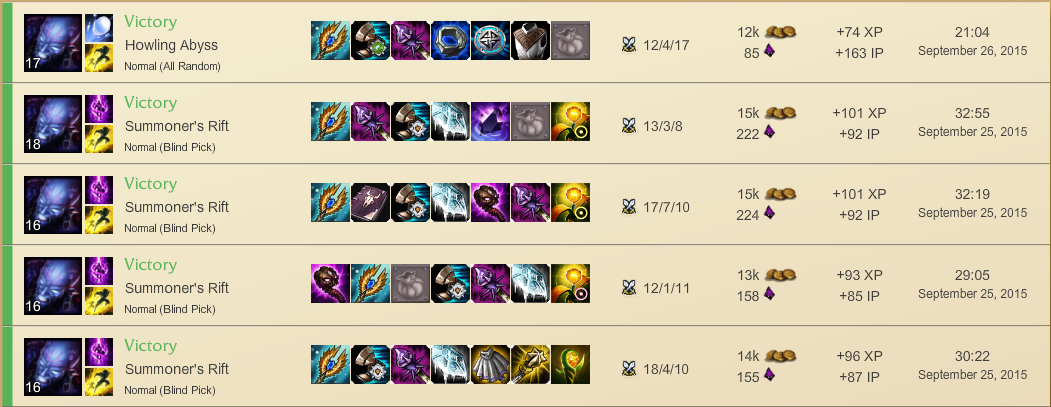 Victory
Howling Abyss
Normal (All Random)
17
12/4/17
12k
85
+74 XP
+163 IP
21:04
September 26, 2015
Victory
Summoner's Rift
Normal (Blind Pick)
18
13/3/8
15k
222
+101 XP
+92 IP
32:55
September 25, 2015
Victory
Summoner's Rift
Normal (Blind Pick)
16
17/7/10
15k
224
+101 XP
+92 IP
32:19
September 25, 2015
Victory
Summoner's Rift
Normal (Blind Pick)
16
12/1/11
13k
158
+93 XP
+85 IP
29:05
September 25, 2015
Victory
Summoner's Rift
Normal (Blind Pick)
16
18/4/10
14k
155
+96 XP
+87 IP
30:22
September 25, 2015